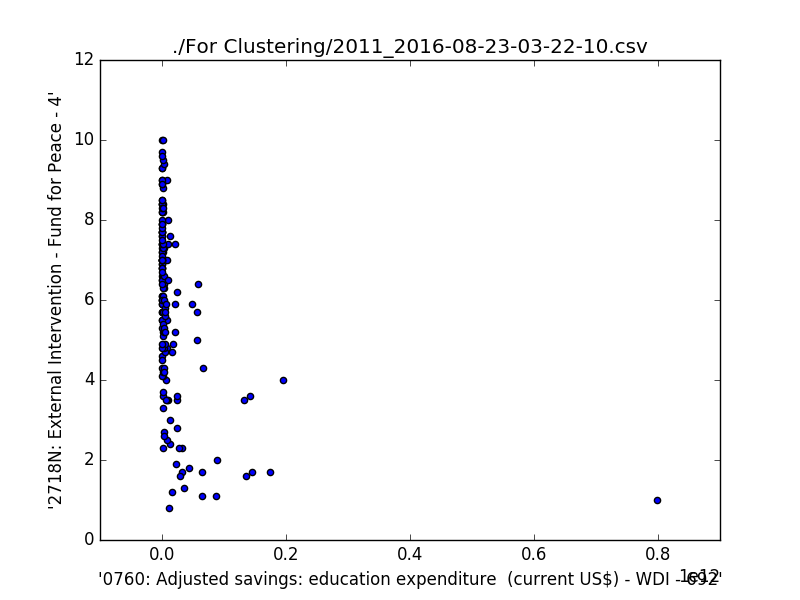 ./For Clustering/2011_2016-08-23-03-22-10.csv
12
10
8
6
4
2
0
'2718N: External Intervention - Fund for Peace - 4'
0.0 0.2 0.4 0.6 0.8
1e12
'0760: Adjusted savings: education expenditure  (current US$) - WDI - 692'